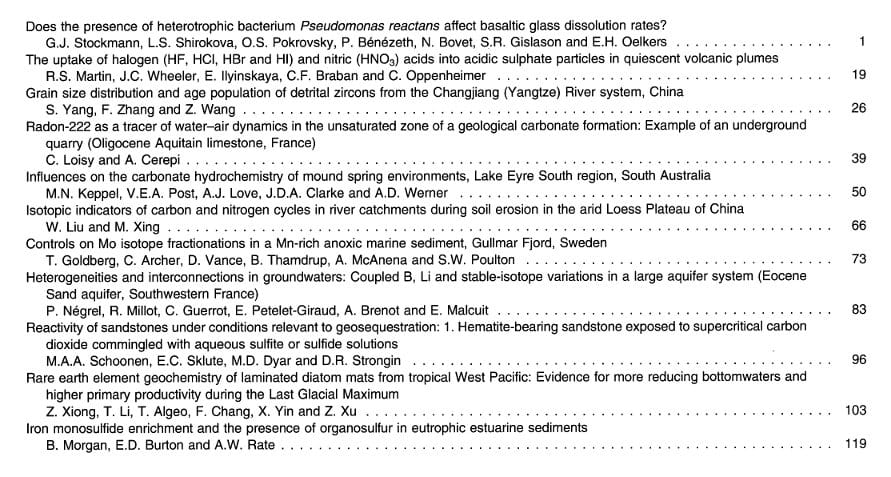 Does the presence of heterotrophic bacterium Pseudomonas reactans affect basaltic glass dissolution rates?
G.J. Stockmann, L.S. Shirokova, O.S. Pokrovsky, P. Bénézeth, N. Bovet, S.R. Gislason and E.H. Oelkers . . . . . . . . . . . . . . . . . 1
The uptake of halogen (HF, HCl, HBr and HI) and nitric (HNO₃) acids into acidic sulphate particles in quiescent volcanic plumes
R.S. Martin, J.C. Wheeler, E. Ilyinskaya, C.F. Braban and C. Oppenheimer . . . . . . . . . . . . . . . . . . . . . . . . . . . . . . . . . . . . 19
Grain size distribution and age population of detrital zircons from the Changjiang (Yangtze) River system, China
S. Yang, F. Zhang and Z. Wang . . . . . . . . . . . . . . . . . . . . . . . . . . . . . . . . . . . . . . . . . . . . . . . . . . . . . . . . . . . . . . . . 26
Radon-222 as a tracer of water–air dynamics in the unsaturated zone of a geological carbonate formation: Example of an underground
quarry (Oligocene Aquitain limestone, France)
C. Loisy and A. Cerepi . . . . . . . . . . . . . . . . . . . . . . . . . . . . . . . . . . . . . . . . . . . . . . . . . . . . . . . . . . . . . . . . . . . . . . 39
Influences on the carbonate hydrochemistry of mound spring environments, Lake Eyre South region, South Australia
M.N. Keppel, V.E.A. Post, A.J. Love, J.D.A. Clarke and A.D. Werner . . . . . . . . . . . . . . . . . . . . . . . . . . . . . . . . . . . . . . . . 50
Isotopic indicators of carbon and nitrogen cycles in river catchments during soil erosion in the arid Loess Plateau of China
W. Liu and M. Xing . . . . . . . . . . . . . . . . . . . . . . . . . . . . . . . . . . . . . . . . . . . . . . . . . . . . . . . . . . . . . . . . . . . . . . . . 66
Controls on Mo isotope fractionations in a Mn-rich anoxic marine sediment, Gullmar Fjord, Sweden
T. Goldberg, C. Archer, D. Vance, B. Thamdrup, A. McAnena and S.W. Poulton . . . . . . . . . . . . . . . . . . . . . . . . . . . . . . . . . 73
Heterogeneities and interconnections in groundwaters: Coupled B, Li and stable-isotope variations in a large aquifer system (Eocene
Sand aquifer, Southwestern France)
P. Négrel, R. Millot, C. Guerrot, E. Petelet-Giraud, A. Brenot and E. Malcuit . . . . . . . . . . . . . . . . . . . . . . . . . . . . . . . . . . . . 83
Reactivity of sandstones under conditions relevant to geosequestration: 1. Hematite-bearing sandstone exposed to supercritical carbon
dioxide commingled with aqueous sulfite or sulfide solutions
M.A.A. Schoonen, E.C. Sklute, M.D. Dyar and D.R. Strongin . . . . . . . . . . . . . . . . . . . . . . . . . . . . . . . . . . . . . . . . . . . . . 96
Rare earth element geochemistry of laminated diatom mats from tropical West Pacific: Evidence for more reducing bottomwaters and
higher primary productivity during the Last Glacial Maximum
Z. Xiong, T. Li, T. Algeo, F. Chang, X. Yin and Z. Xu . . . . . . . . . . . . . . . . . . . . . . . . . . . . . . . . . . . . . . . . . . . . . . . . . . 103
Iron monosulfide enrichment and the presence of organosulfur in eutrophic estuarine sediments
B. Morgan, E.D. Burton and A.W. Rate . . . . . . . . . . . . . . . . . . . . . . . . . . . . . . . . . . . . . . . . . . . . . . . . . . . . . . . . . . . . 119